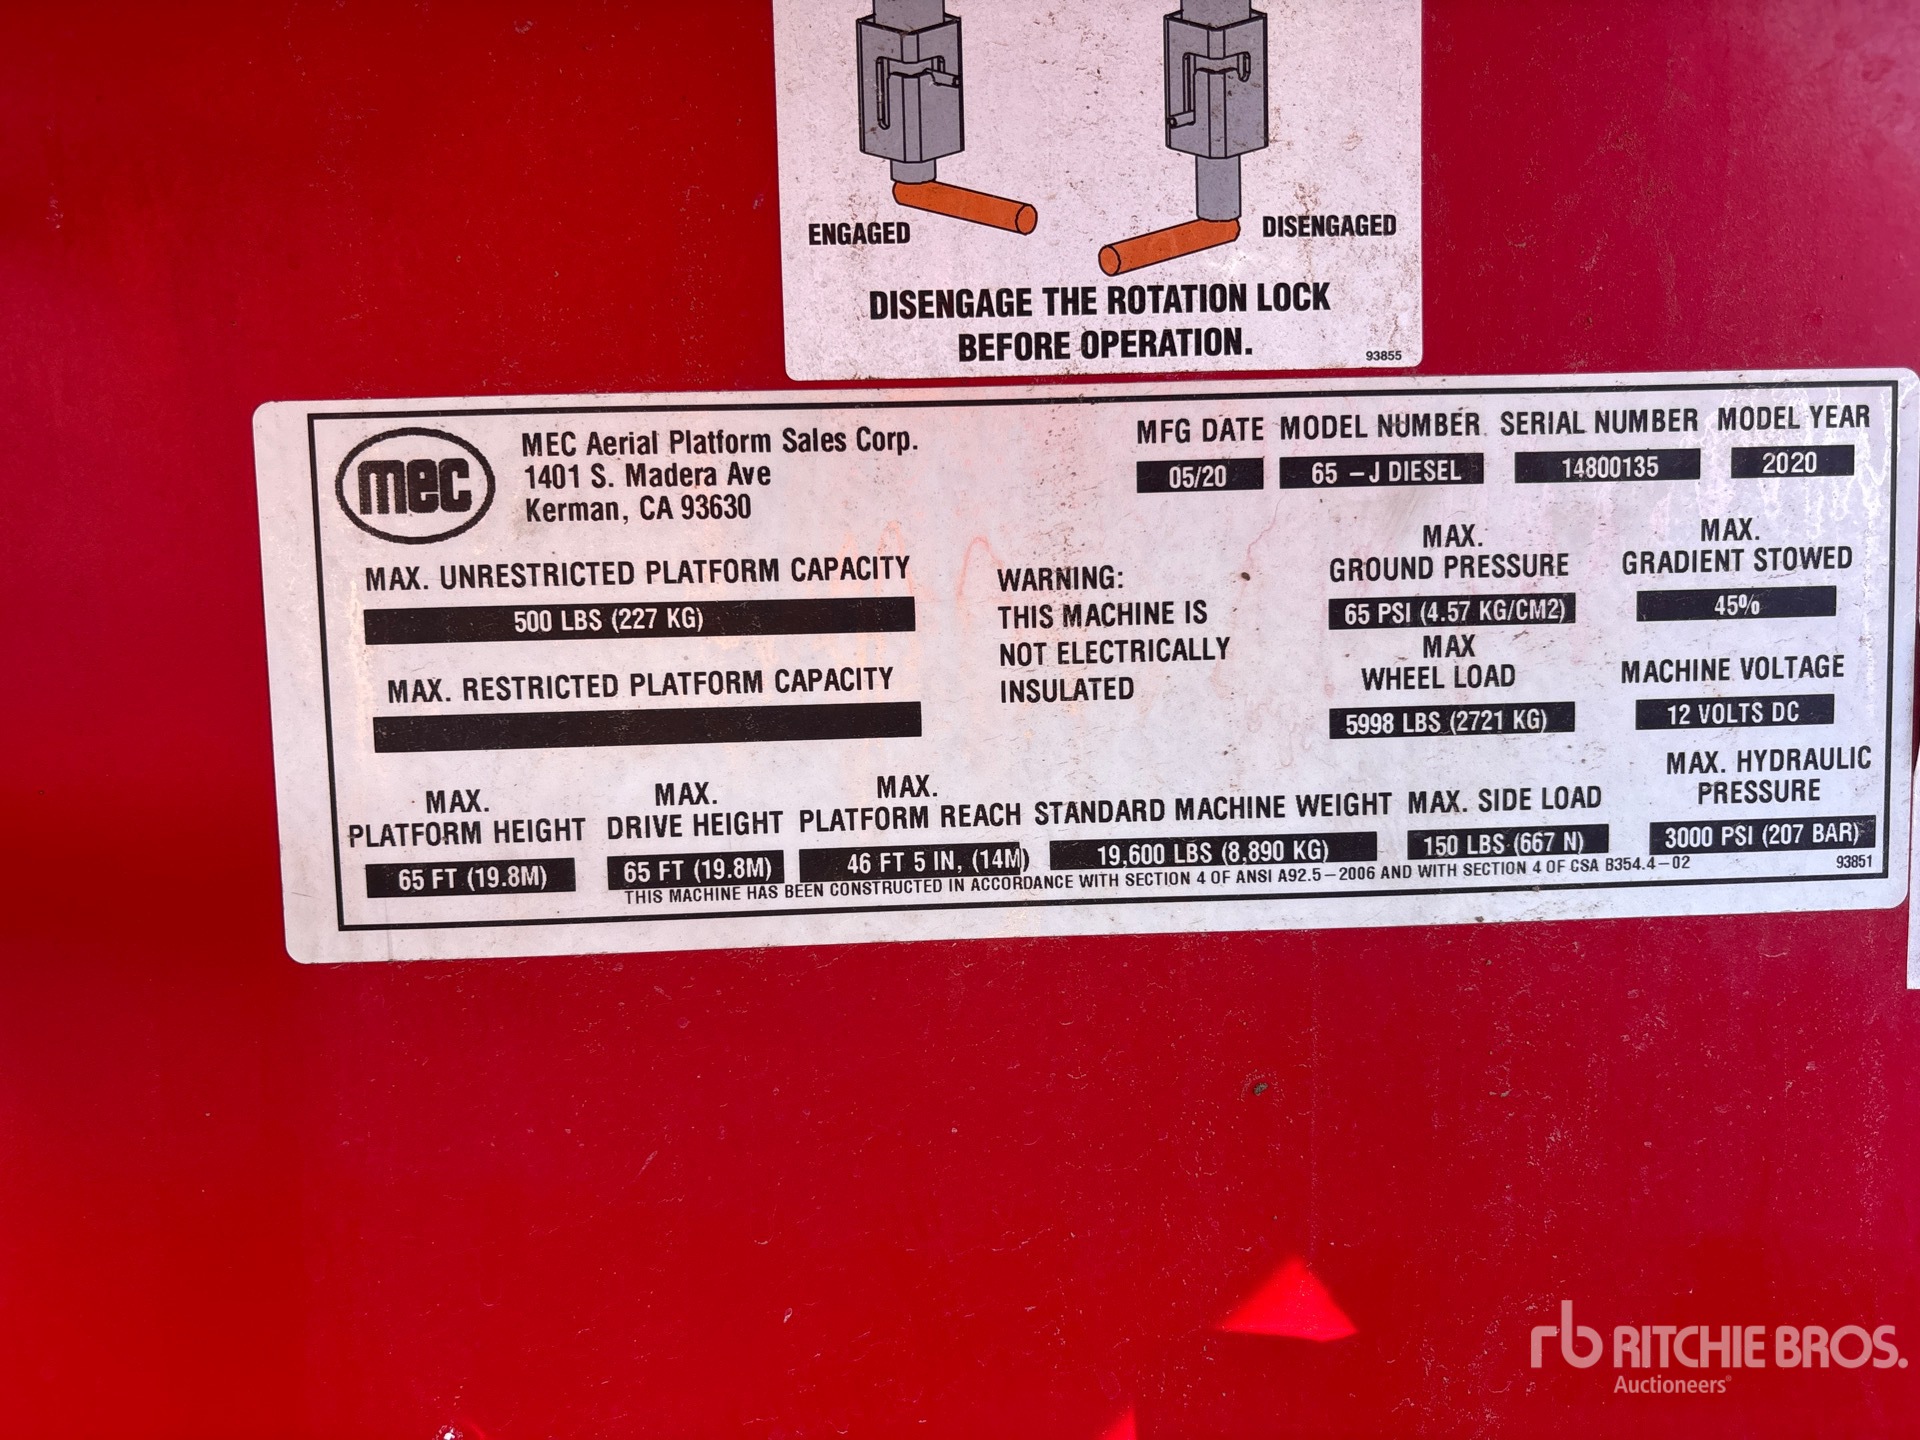 ENGAGED
DISENGAGED
DISENGAGE THE ROTATION LOCK
BEFORE OPERATION.
93855
mec
MEC Aerial Platform Sales Corp.
1401 S. Madera Ave
Kerman, CA 93630
MFG DATE MODEL NUMBER SERIAL NUMBER MODEL YEAR
05/20 65 -J DIESEL 14800135 2020
MAX. UNRESTRICTED PLATFORM CAPACITY
500 LBS (227 KG)
MAX. RESTRICTED PLATFORM CAPACITY
WARNING:
THIS MACHINE IS
NOT ELECTRICALLY
INSULATED
MAX.
GROUND PRESSURE
65 PSI (4.57 KG/CM2)
MAX
WHEEL LOAD
5998 LBS (2721 KG)
MAX.
GRADIENT STOWED
45%
MACHINE VOLTAGE
12 VOLTS DC
MAX.
PLATFORM HEIGHT
65 FT (19.8M)
MAX.
DRIVE HEIGHT
65 FT (19.8M)
MAX.
PLATFORM REACH
46 FT 5 IN, (14M)
STANDARD MACHINE WEIGHT
19,600 LBS (8,890 KG)
MAX. SIDE LOAD
150 LBS (667 N)
MAX. HYDRAULIC
PRESSURE
3000 PSI (207 BAR)
THIS MACHINE HAS BEEN CONSTRUCTED IN ACCORDANCE WITH SECTION 4 OF ANSI A92.5-2006 AND WITH SECTION 4 OF CSA B354.4-02
93851
rb RITCHIE BROS.
Auctioneers®